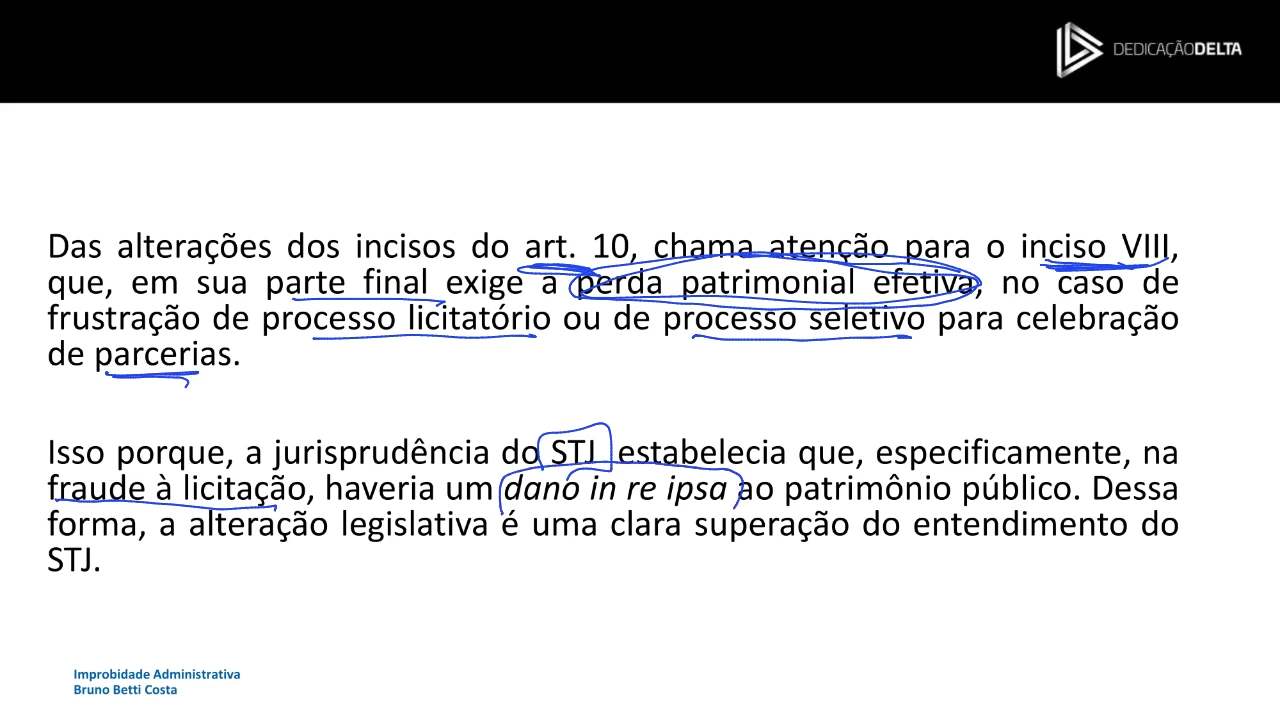 DEDICAÇÃODELTA
Das alterações dos incisos do art. 10, chama atenção para o inciso VIII,
que, em sua parte final exige a perda patrimonial efetiva, no caso de
frustração de processo licitatório ou de processo seletivo para celebração
de parcerias.
Isso porque, a jurisprudência do STJ estabelecia que, especificamente, na
fraude à licitação, haveria um dano in re ipsa ao patrimônio público. Dessa
forma, a alteração legislativa é uma clara superação do entendimento do
STJ.
Improbidade Administrativa
Bruno Betti Costa